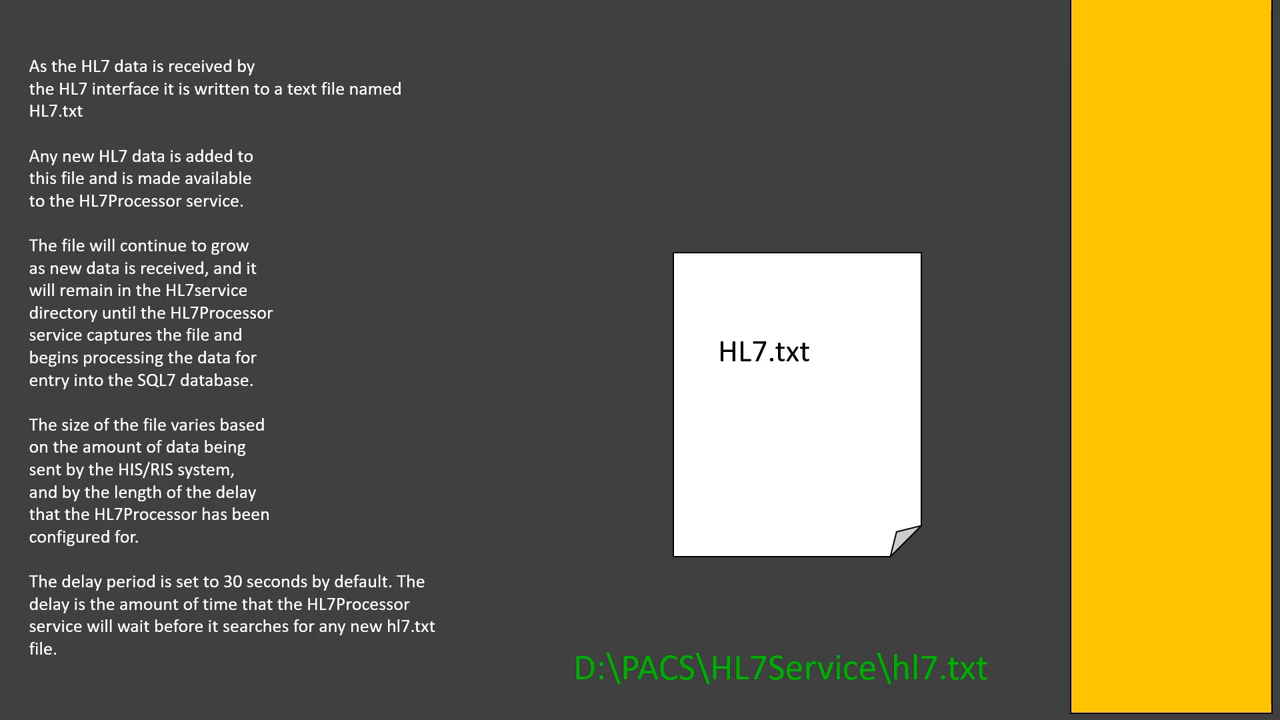 As the HL7 data is received by
the HL7 interface it is written to a text file named
HL7.txt
Any new HL7 data is added to
this file and is made available
to the HL7Processor service.
The file will continue to grow
as new data is received, and it
will remain in the HL7service
directory until the HL7Processor
service captures the file and
begins processing the data for
entry into the SQL7 database.
The size of the file varies based
on the amount of data being
sent by the HIS/RIS system,
and by the length of the delay
that the HL7Processor has been
configured for.
The delay period is set to 30 seconds by default. The
delay is the amount of time that the HL7Processor
service will wait before it searches for any new hl7.txt
file.
HL7.txt
D:\PACS\HL7Service\hl7.txt